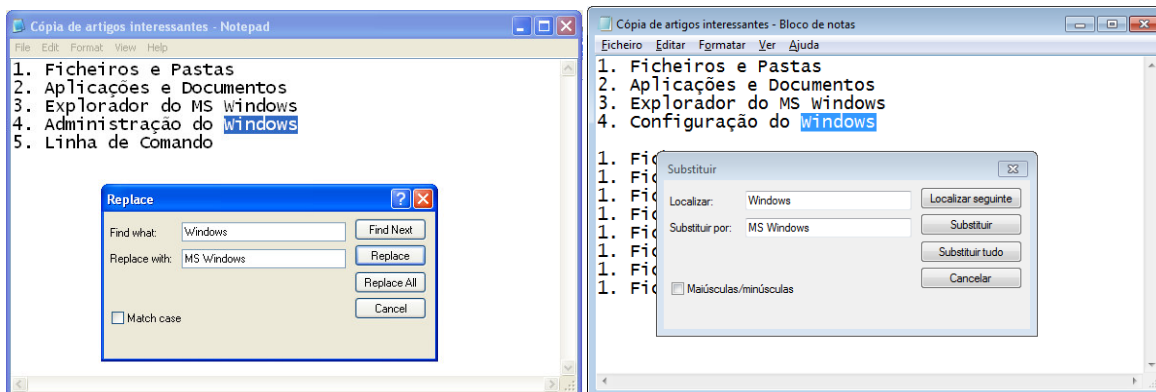 Cópia de artigos interessantes - Notepad
File Edit Format View Help
1. Ficheiros e Pastas
2. Aplicações e Documentos
3. Explorador do MS Windows
4. Administração do Windows
5. Linha de Comando
Replace
Find what: Windows
Find Next
Replace with: MS Windows
Replace
Replace All
Cancel
Match case
Cópia de artigos interessantes - Bloco de notas
Ficheiro Editar Formatar Ver Ajuda
1. Ficheiros e Pastas
2. Aplicações e Documentos
3. Explorador do MS Windows
4. Configuração do Windows
1. Fic
1. Fic
1. Fic
1. Fic
1. Fic
1. Fic
1. Fic
1. Fic
Substituir
Localizar: Windows
Localizar seguinte
Substituir por: MS Windows
Substituir
Substituir tudo
Cancelar
Maiúsculas/minúsculas